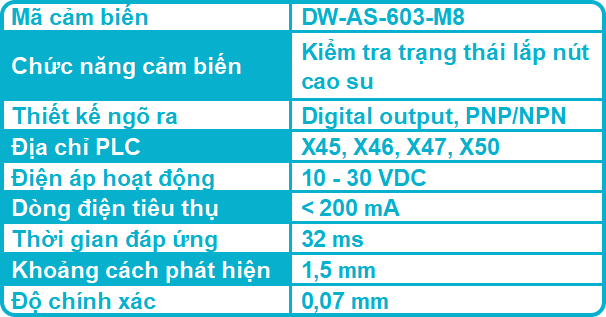 Mã cảm biến DW-AS-603-M8
Chức năng cảm biến Kiểm tra trạng thái lắp nút
cao su
Thiết kế ngõ ra Digital output, PNP/NPN
Địa chỉ PLC X45, X46, X47, X50
Điện áp hoạt động 10 - 30 VDC
Dòng điện tiêu thụ < 200 mA
Thời gian đáp ứng 32 ms
Khoảng cách phát hiện 1,5 mm
Độ chính xác 0,07 mm